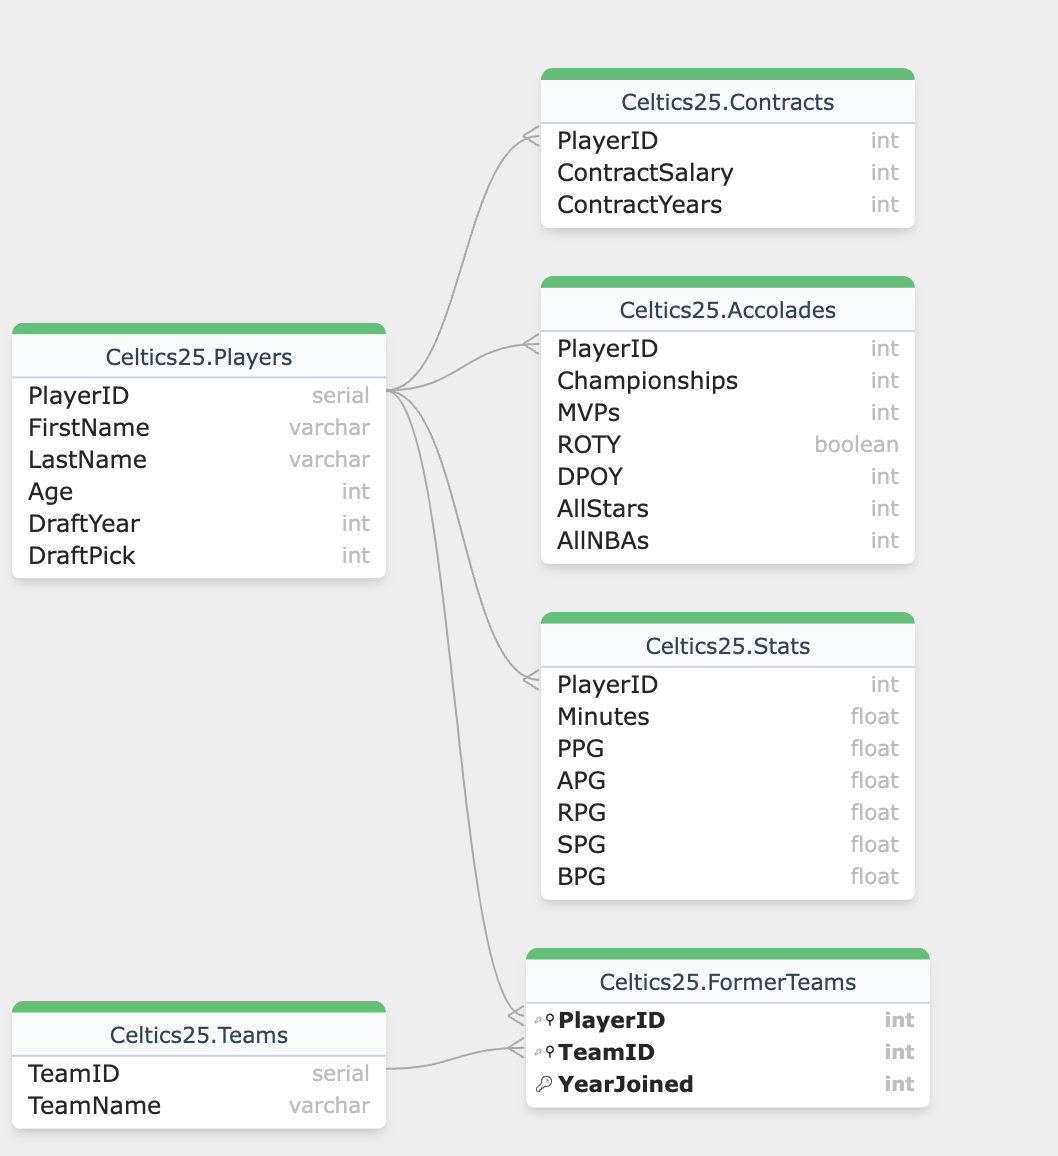 Celtics25.Contracts
PlayerID int
ContractSalary int
ContractYears int
Celtics25.Accolades
PlayerID int
Championships int
MVPs int
ROTY boolean
DPOY int
AllStars int
AllNBAs int
Celtics25.Players
PlayerID serial
FirstName varchar
LastName varchar
Age int
DraftYear int
DraftPick int
Celtics25.Stats
PlayerID int
Minutes float
PPG float
APG float
RPG float
SPG float
BPG float
Celtics25.FormerTeams
PlayerID int
TeamID int
YearJoined int
Celtics25.Teams
TeamID serial
TeamName varchar